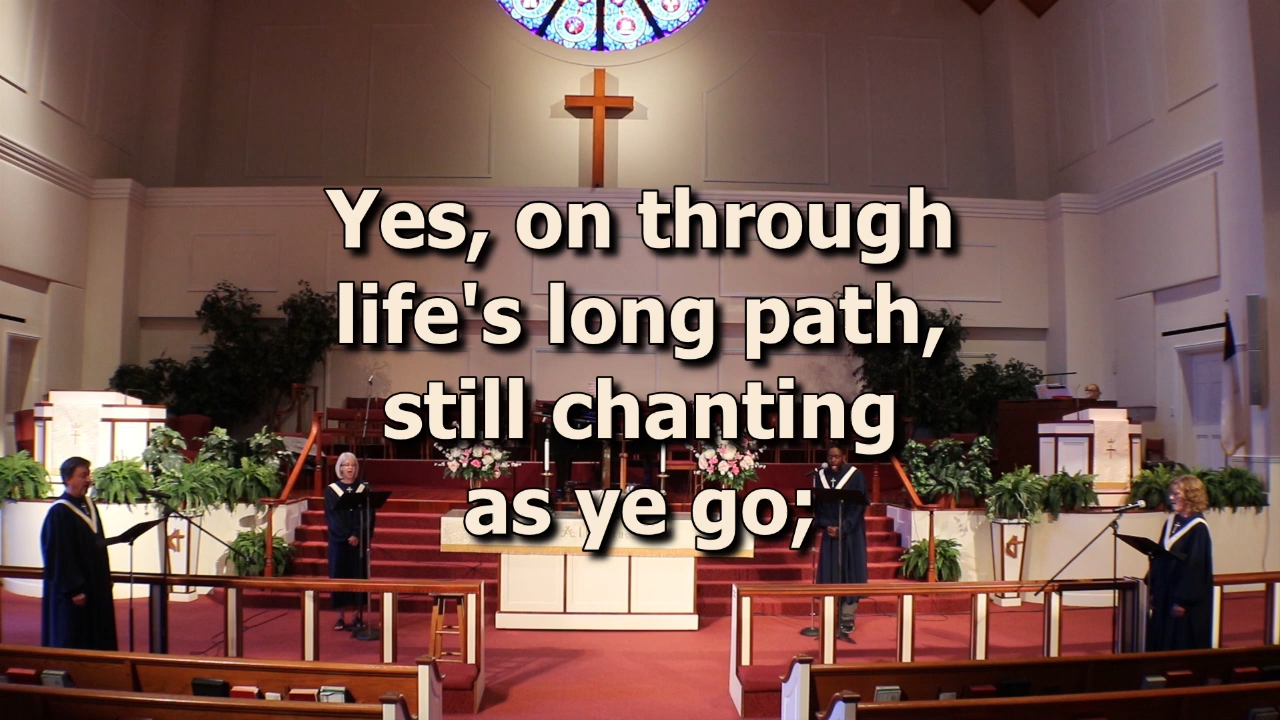 Yes, on through
life's long path,
still chanting
as ye go;